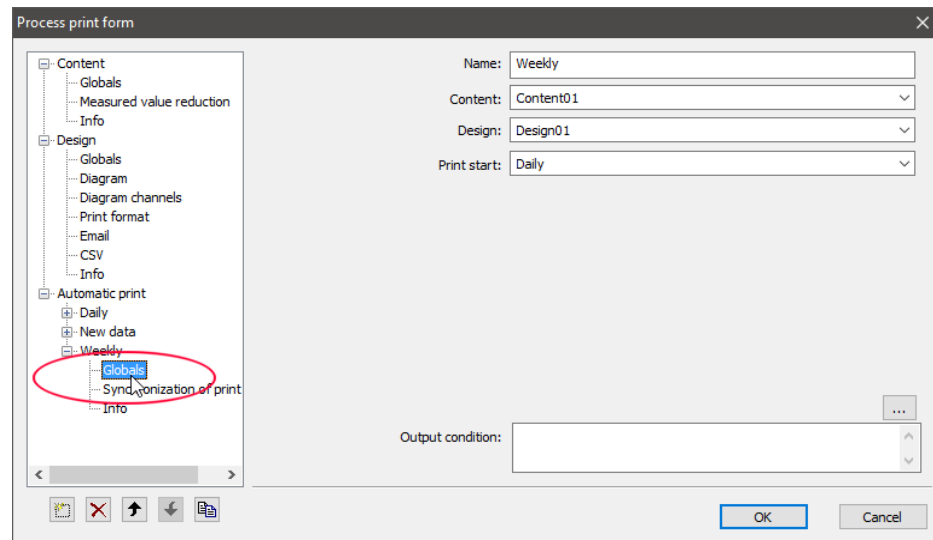 Process print form
Content
Globals
Measured value reduction
Info
Design
Globals
Diagram
Diagram channels
Print format
Email
CSV
Info
Automatic print
Daily
New data
Weekly
Globals
Synchronization of print
Info
Name: Weekly
Content: Content01
Design: Design01
Print start: Daily
...
Output condition:
OK Cancel